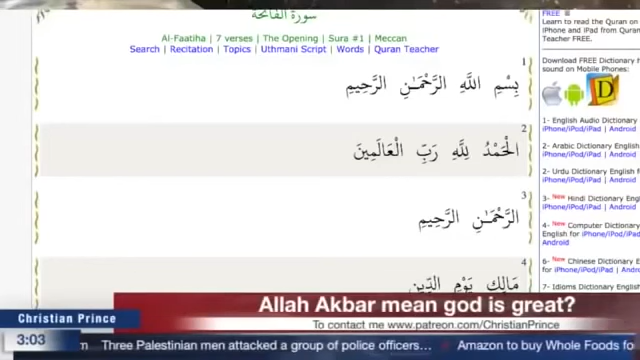 سورة الفاتحة
Al-Faatiha | 7 verses | The Opening | Sura #1 | Meccan
Search | Recitation | Topics | Uthmani Script | Words | Quran Teacher
1
بِسْمِ اللَّهِ الرَّحْمَـٰنِ الرَّحِيمِ
2
الْحَمْدُ لِلَّهِ رَبِّ الْعَالَمِينَ
3
الرَّحْمَـٰنِ الرَّحِيمِ
4
مَالِكِ يَوْمِ الدِّينِ
FREE
Learn to read the Quran on
iPhone and iPad from Quran
Teacher FREE.
Download FREE Dictionary
sound on Mobile Phones:
D
1- English Audio Dictionary
iPhone/iPod/iPad | Android
2- Arabic Dictionary Engl
iPhone/iPod/iPad | Android
2- Urdu Dictionary Englis
iPhone/iPod/iPad | Android
3- New Hindi Dictionary Engl
iPhone/iPod/iPad | Android
4- New Computer Dictionary
English for iPhone/iPod/iPad |
Android
6- New Chinese Dictionary E
for iPhone/iPod/iPad | Android
7- Idioms Dictionary Engl
Allah Akbar mean god is great?
Christian Prince
To contact me www.patreon.com/ChristianPrince
3:03
Three Palestinian men attacked a group of police officers... Amazon to buy Whole Foods fo